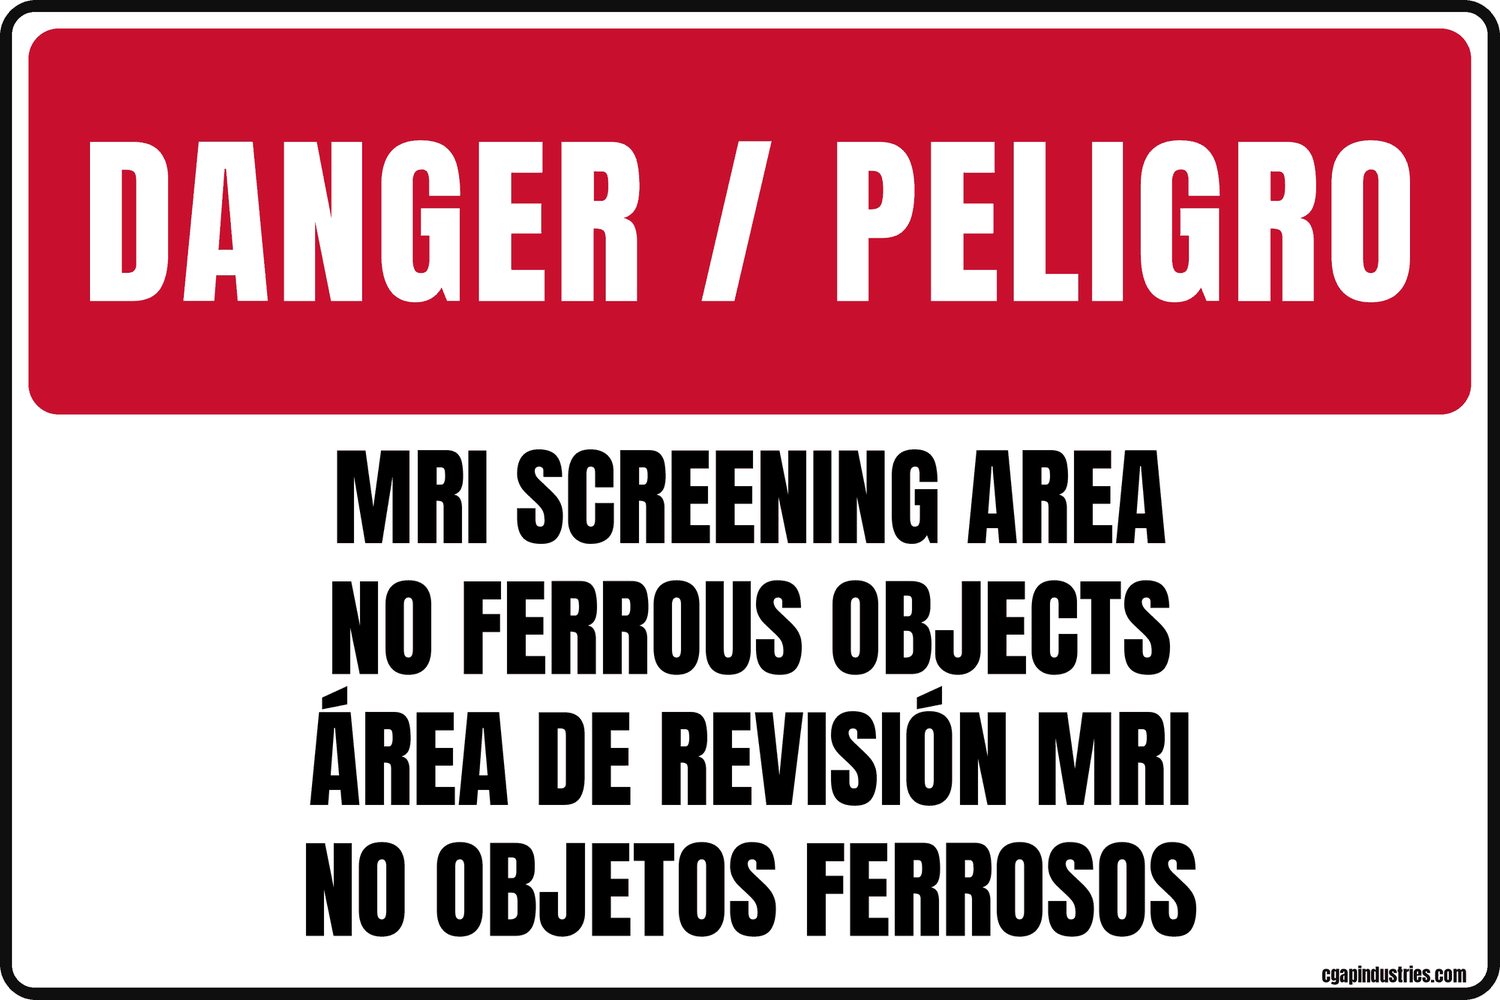 DANGER / PELIGRO
MRI SCREENING AREA
NO FERROUS OBJECTS
ÁREA DE REVISIÓN MRI
NO OBJETOS FERROSOS
cgapindustries.com